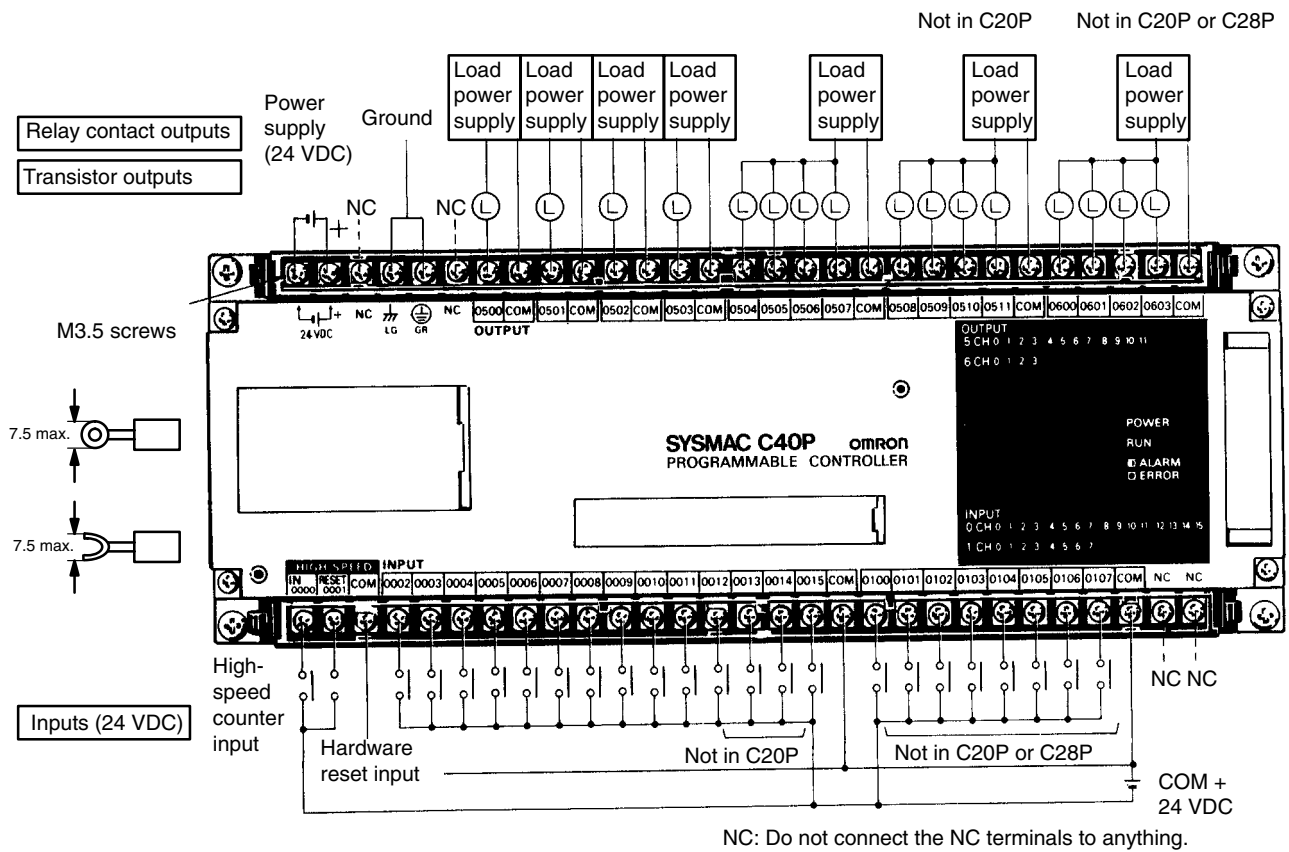 Not in C20P
Not in C20P or C28P
Relay contact outputs
Transistor outputs
Power
supply
(24 VDC)
Ground
Load
power
supply
Load
power
supply
Load
power
supply
Load
power
supply
Load
power
supply
Load
power
supply
Load
power
supply
NC
NC
L L L L L L L L L L L L L L L L
+
M3.5 screws
+
24 VDC
NC
LG
GR
NC
0500 COM 0501 COM 0502 COM 0503 COM 0504 0505 0506 0507 COM 0508 0509 0510 0511 COM 0600 0601 0602 0603 COM
OUTPUT
OUTPUT
5 CH 0 1 2 3 4 5 6 7 8 9 10 11
6 CH 0 1 2 3
7.5 max.
7.5 max.
SYSMAC C40P omron
PROGRAMMABLE CONTROLLER
POWER
RUN
ALARM
ERROR
INPUT
0 CH 0 1 2 3 4 5 6 7 8 9 10 11 12 13 14 15
1 CH 0 1 2 3 4 5 6 7
HIGH SPEED
INPUT
IN
0000
RESET
0001
COM 0002 0003 0004 0005 0006 0007 0008 0009 0010 0011 0012 0013 0014 0015 COM 0100 0101 0102 0103 0104 0105 0106 0107 COM NC NC
High-
speed
counter
input
Inputs (24 VDC)
Hardware
reset input
Not in C20P
Not in C20P or C28P
NC NC
COM +
24 VDC
NC: Do not connect the NC terminals to anything.